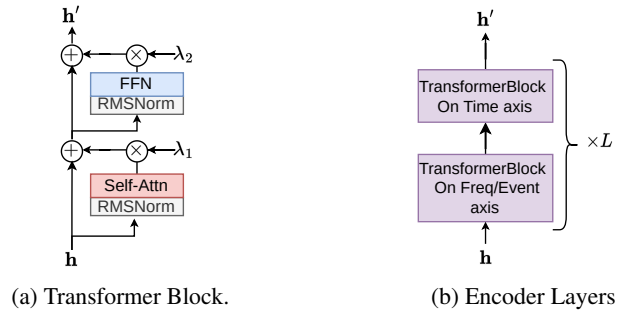 h′
+
×
λ₂
FFN
RMSNorm
+
×
λ₁
Self-Attn
RMSNorm
h
(a) Transformer Block.
h′
TransformerBlock
On Time axis
×L
TransformerBlock
On Freq/Event
axis
h
(b) Encoder Layers